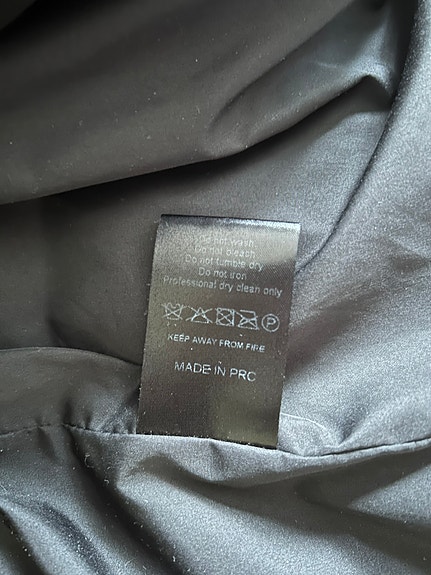 Do not wash
Do not bleach
Do not tumble dry
Do not iron
Professional dry clean only
P
KEEP AWAY FROM FIRE
MADE IN PRC